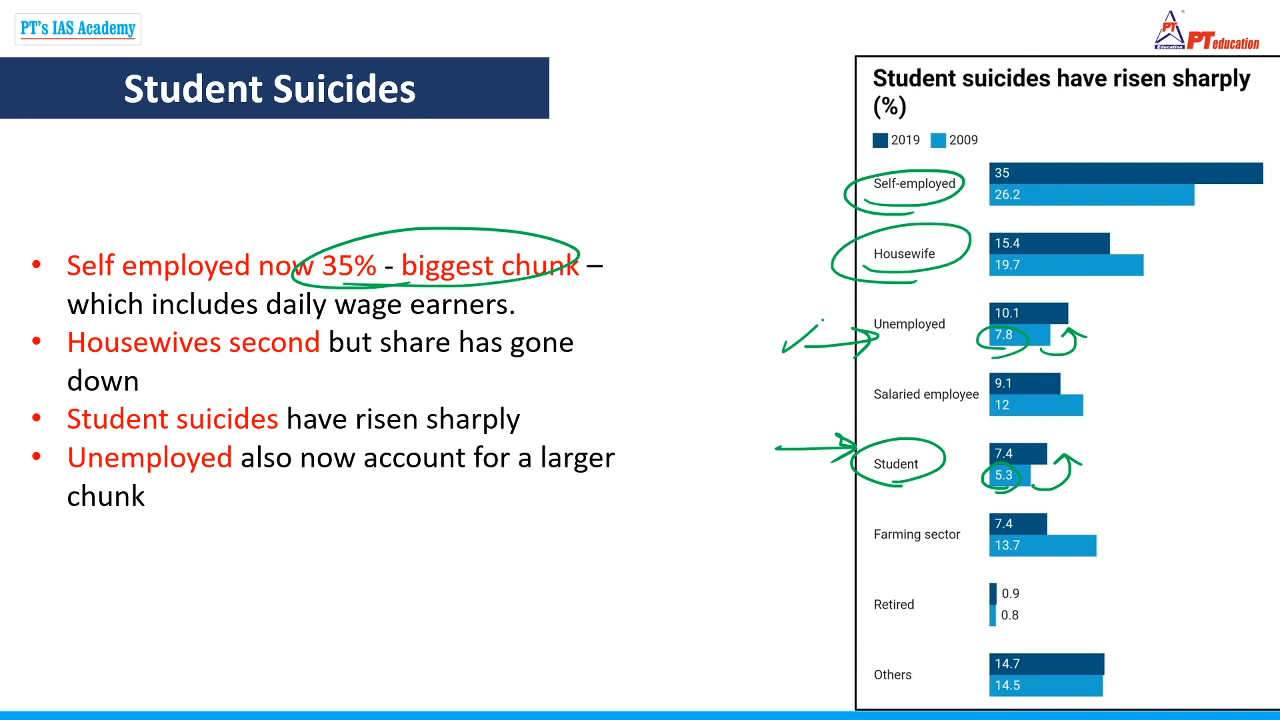 PT's IAS Academy
PT
Education
PT education
Student Suicides
• Self employed now 35% - biggest chunk –
which includes daily wage earners.
• Housewives second but share has gone
down
• Student suicides have risen sharply
• Unemployed also now account for a larger
chunk
Student suicides have risen sharply
(%)
2019 2009
Self-employed 35
26.2
Housewife 15.4
19.7
Unemployed 10.1
7.8
Salaried employee 9.1
12
Student 7.4
5.3
Farming sector 7.4
13.7
Retired 0.9
0.8
Others 14.7
14.5